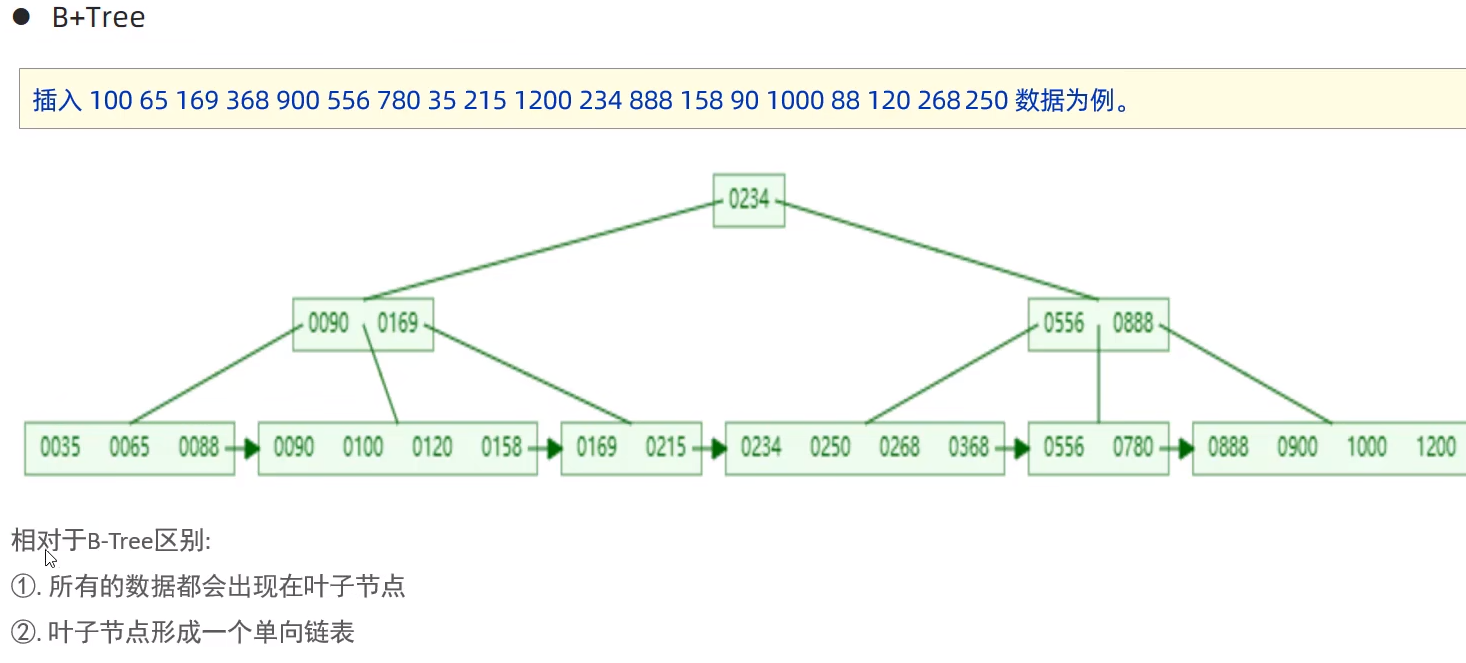 ● B+Tree
插入 100 65 169 368 900 556 780 35 215 1200 234 888 158 90 1000 88 120 268 250 数据为例。
0234
0090 0169 0556 0888
0035 0065 0088 0090 0100 0120 0158 0169 0215 0234 0250 0268 0368 0556 0780 0888 0900 1000 1200
相对于B-Tree区别:
①. 所有的数据都会出现在叶子节点
②. 叶子节点形成一个单向链表